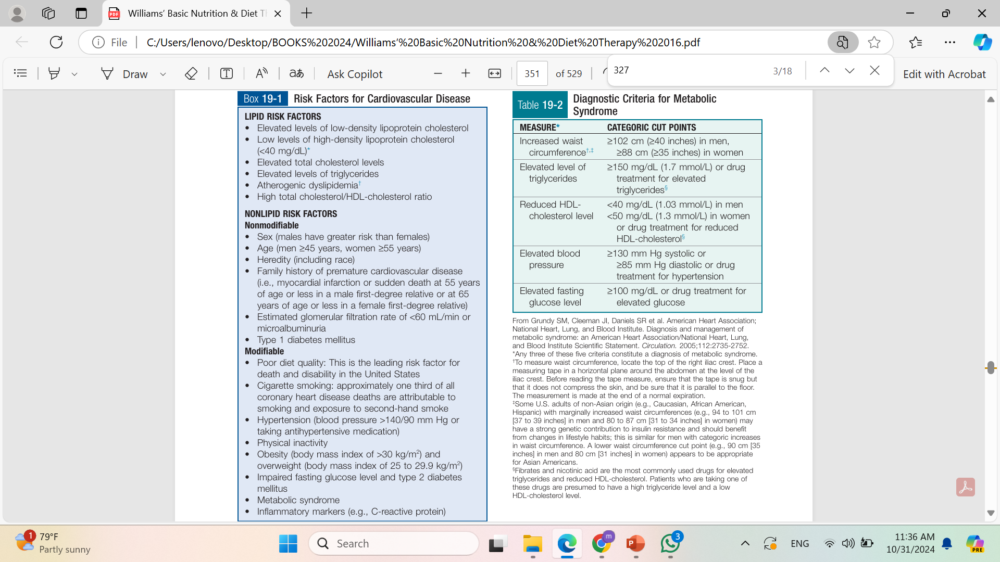 Williams' Basic Nutrition & Diet Th
File
C:/Users/lenovo/Desktop/BOOKS%202024/Williams'%20Basic%20Nutrition%20&%20Diet%20Therapy%202016.pdf
Draw
T
A
aあ
Ask Copilot
351
of 529
327
3/18
Edit with Acrobat
Box 19-1 Risk Factors for Cardiovascular Disease
LIPID RISK FACTORS
• Elevated levels of low-density lipoprotein cholesterol
• Low levels of high-density lipoprotein cholesterol
(<40 mg/dL)*
• Elevated total cholesterol levels
• Elevated levels of triglycerides
• Atherogenic dyslipidemia†
• High total cholesterol/HDL-cholesterol ratio
NONLIPID RISK FACTORS
Nonmodifiable
• Sex (males have greater risk than females)
• Age (men ≥45 years, women ≥55 years)
• Heredity (including race)
• Family history of premature cardiovascular disease
(i.e., myocardial infarction or sudden death at 55 years
of age or less in a male first-degree relative or at 65
years of age or less in a female first-degree relative)
• Estimated glomerular filtration rate of <60 mL/min or
microalbuminuria
• Type 1 diabetes mellitus
Modifiable
• Poor diet quality: This is the leading risk factor for
death and disability in the United States
• Cigarette smoking: approximately one third of all
coronary heart disease deaths are attributable to
smoking and exposure to second-hand smoke
• Hypertension (blood pressure >140/90 mm Hg or
taking antihypertensive medication)
• Physical inactivity
• Obesity (body mass index of >30 kg/m²) and
overweight (body mass index of 25 to 29.9 kg/m²)
• Impaired fasting glucose level and type 2 diabetes
mellitus
• Metabolic syndrome
• Inflammatory markers (e.g., C-reactive protein)
Table 19-2 Diagnostic Criteria for Metabolic
Syndrome
MEASURE* CATEGORIC CUT POINTS
Increased waist ≥102 cm (≥40 inches) in men,
circumference†,‡ ≥88 cm (≥35 inches) in women
Elevated level of ≥150 mg/dL (1.7 mmol/L) or drug
triglycerides treatment for elevated
triglycerides§
Reduced HDL- <40 mg/dL (1.03 mmol/L) in men
cholesterol level <50 mg/dL (1.3 mmol/L) in women
or drug treatment for reduced
HDL-cholesterol§
Elevated blood ≥130 mm Hg systolic or
pressure ≥85 mm Hg diastolic or drug
treatment for hypertension
Elevated fasting ≥100 mg/dL or drug treatment for
glucose level elevated glucose
From Grundy SM, Cleeman JI, Daniels SR et al. American Heart Association;
National Heart, Lung, and Blood Institute. Diagnosis and management of
metabolic syndrome: an American Heart Association/National Heart, Lung,
and Blood Institute Scientific Statement. Circulation. 2005;112:2735-2752.
*Any three of these five criteria constitute a diagnosis of metabolic syndrome.
†To measure waist circumference, locate the top of the right iliac crest. Place a
measuring tape in a horizontal plane around the abdomen at the level of the
iliac crest. Before reading the tape measure, ensure that the tape is snug but
that it does not compress the skin, and be sure that it is parallel to the floor.
The measurement is made at the end of a normal expiration.
‡Some U.S. adults of non-Asian origin (e.g., Caucasian, African American,
Hispanic) with marginally increased waist circumferences (e.g., 94 to 101 cm
[37 to 39 inches] in men and 80 to 87 cm [31 to 34 inches] in women) may
have a strong genetic contribution to insulin resistance and should benefit
from changes in lifestyle habits; this is similar for men with categoric increases
in waist circumference. A lower waist circumference cut point (e.g., 90 cm [35
inches] in men and 80 cm [31 inches] in women) appears to be appropriate
for Asian Americans.
§Fibrates and nicotinic acid are the most commonly used drugs for elevated
triglycerides and reduced HDL-cholesterol. Patients who are taking one of
these drugs are presumed to have a high triglyceride level and a low
HDL-cholesterol level.
1
79°F
Partly sunny
Search
m
P
3
ENG
11:36 AM
10/31/2024
PRE